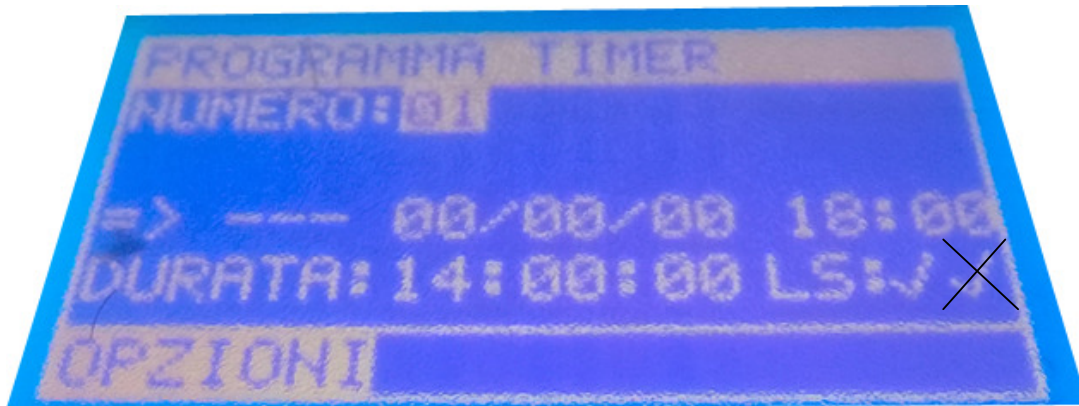 PROGRAMMA TIMER
NUMERO:01
=> --- 00/00/00 18:00
DURATA:14:00:00 LS:✓
OPZIONI